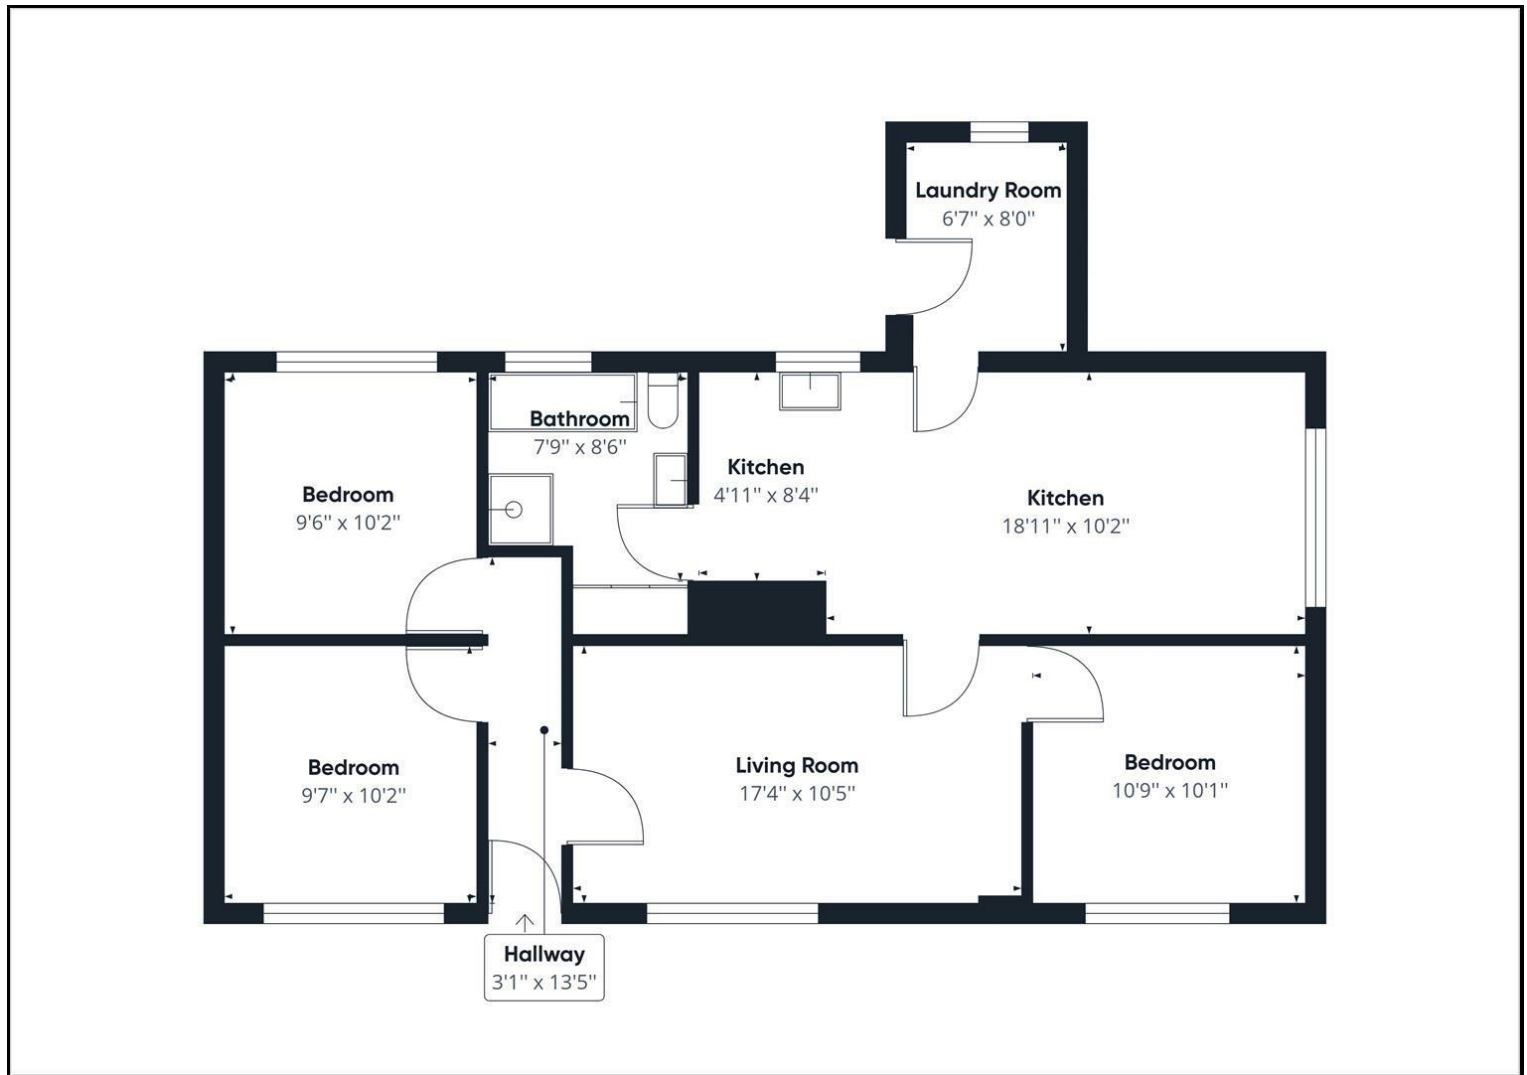 Laundry Room
6'7" x 8'0"
Bathroom
7'9" x 8'6"
Kitchen
4'11" x 8'4"
Bedroom
9'6" x 10'2"
Kitchen
18'11" x 10'2"
Bedroom
9'7" x 10'2"
Living Room
17'4" x 10'5"
Bedroom
10'9" x 10'1"
Hallway
3'1" x 13'5"